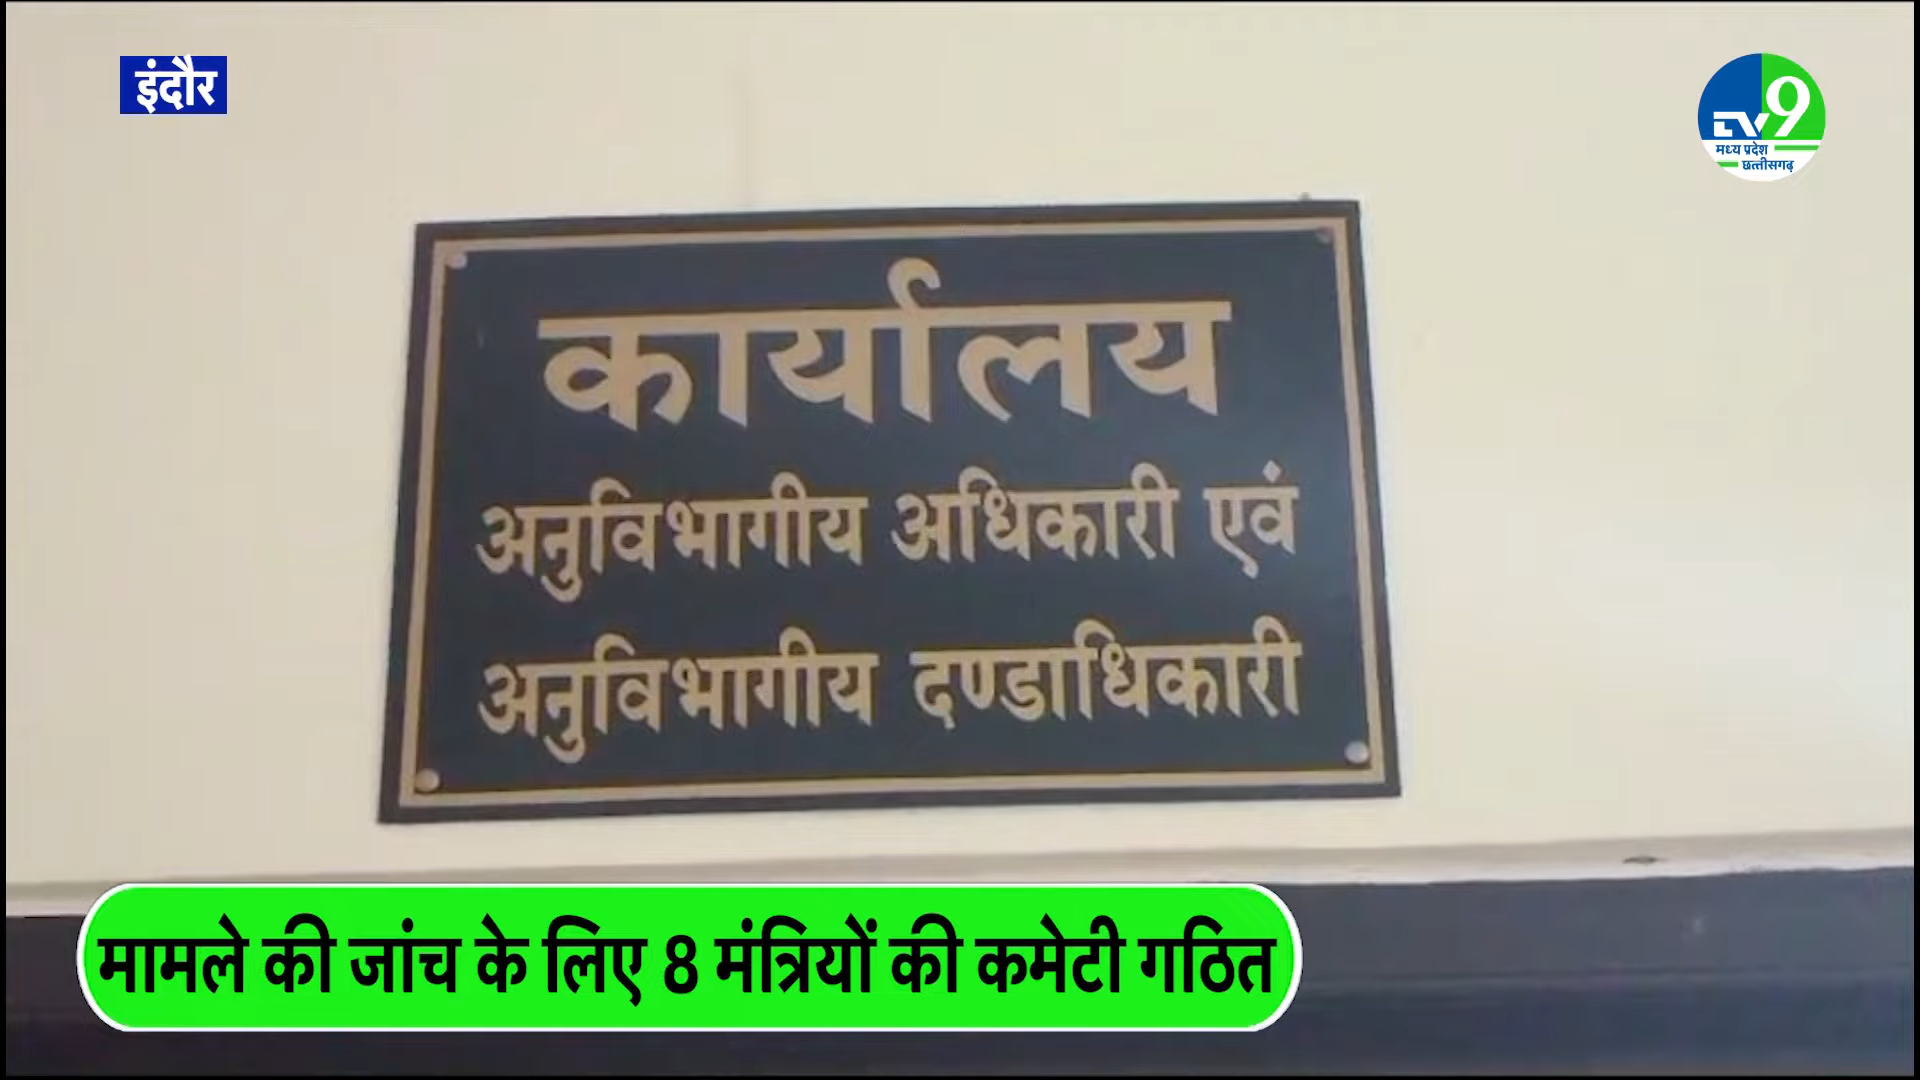 इंदौर
TV9
मध्य प्रदेश
छत्तीसगढ़
कार्यालय
अनुविभागीय अधिकारी एवं
अनुविभागीय दण्डाधिकारी
मामले की जांच के लिए 8 मंत्रियों की कमेटी गठित